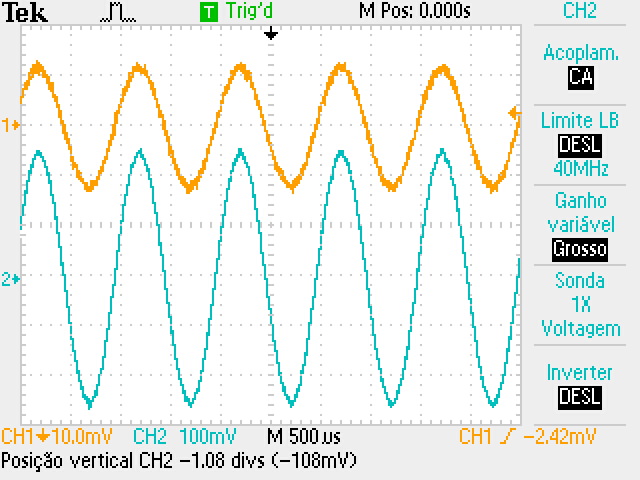 Tek T Trig'd M Pos: 0.000s CH2
Acoplam.
CA
1
Limite LB
DESL
40MHz
Ganho
variável
Grosso
2
Sonda
1X
Voltagem
Inverter
DESL
CH1 10.0mV CH2 100mV M 500µs CH1 -2.42mV
Posição vertical CH2 -1.08 divs (-108mV)